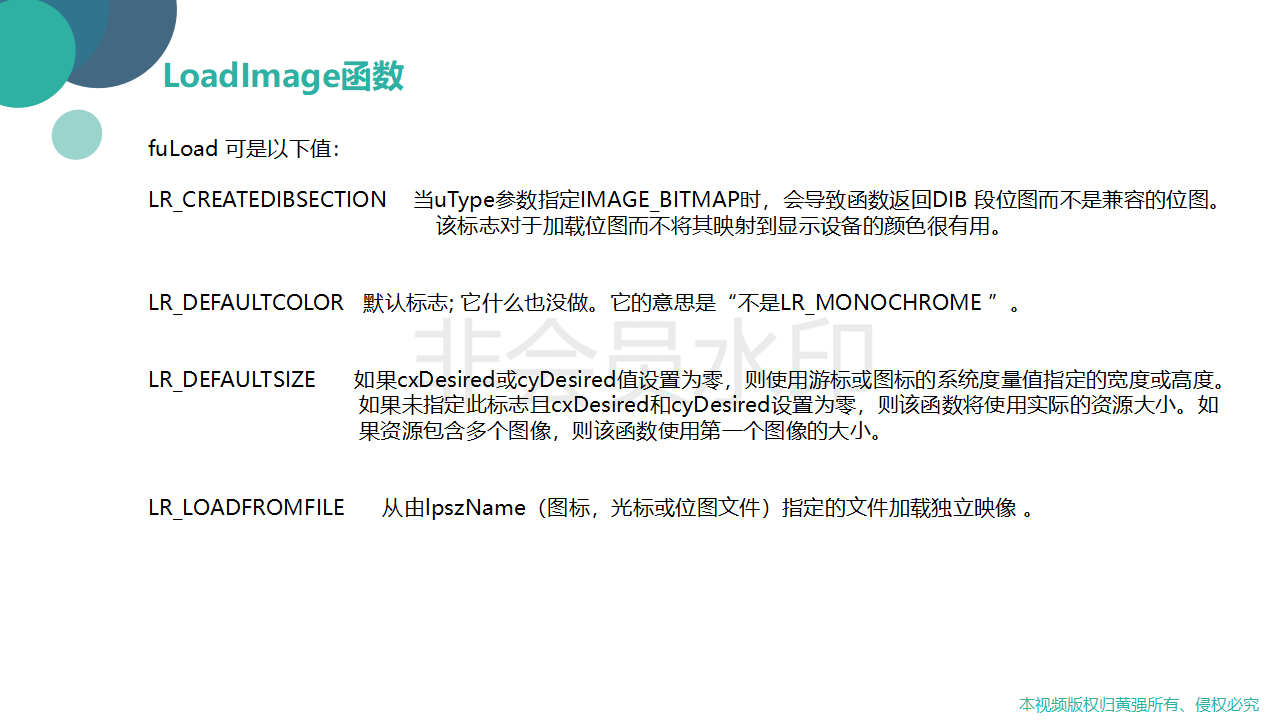 LoadImage函数
fuLoad 可是以下值：
LR_CREATEDIBSECTION 当uType参数指定IMAGE_BITMAP时，会导致函数返回DIB 段位图而不是兼容的位图。
该标志对于加载位图而不将其映射到显示设备的颜色很有用。
LR_DEFAULTCOLOR 默认标志; 它什么也没做。它的意思是“不是LR_MONOCHROME ”。
非会员水印
LR_DEFAULTSIZE 如果cxDesired或cyDesired值设置为零，则使用游标或图标的系统度量值指定的宽度或高度。
如果未指定此标志且cxDesired和cyDesired设置为零，则该函数将使用实际的资源大小。如
果资源包含多个图像，则该函数使用第一个图像的大小。
LR_LOADFROMFILE 从由lpszName（图标，光标或位图文件）指定的文件加载独立映像 。
本视频版权归黄强所有、侵权必究